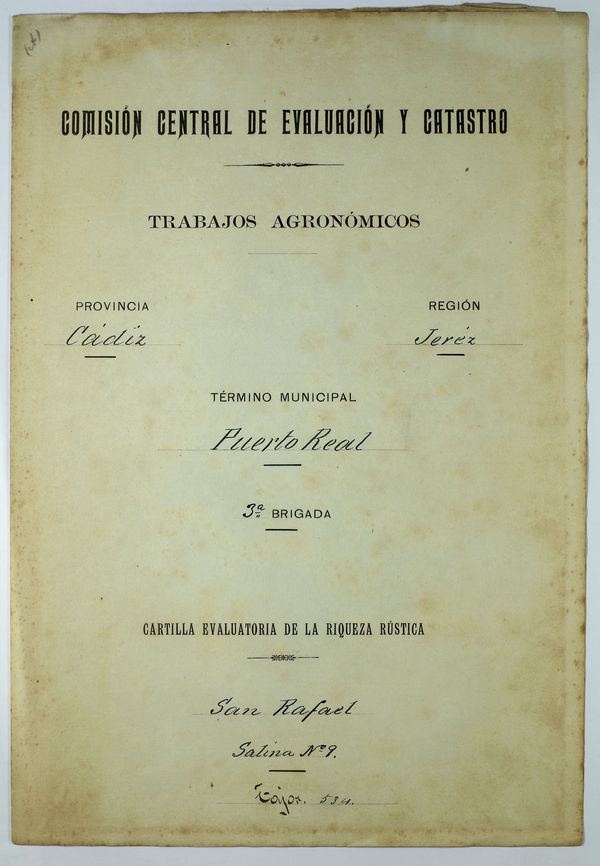 COMISIÓN CENTRAL DE EVALUACIÓN Y CATASTRO
TRABAJOS AGRONÓMICOS
PROVINCIA
Cádiz
REGIÓN
Jeréz
TÉRMINO MUNICIPAL
Puerto Real
3ª BRIGADA
CARTILLA EVALUATORIA DE LA RIQUEZA RÚSTICA
San Rafael
Salina Nº 9.
Tajos. 534.